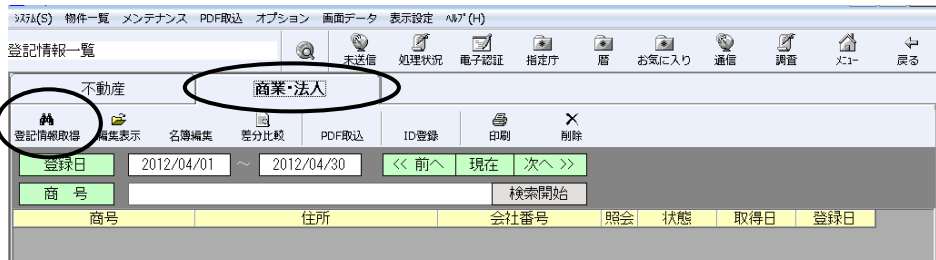 ｼｽﾃﾑ(S) 物件一覧 メンテナンス PDF取込 オプション 画面データ 表示設定 ﾍﾙﾌﾟ(H)
登記情報一覧 未送信 処理状況 電子認証 指定庁 暦 お気に入り 通信 調査 ﾒﾆｭｰ 戻る
不動産 商業・法人
登記情報取得 編集表示 名簿編集 差分比較 PDF取込 ID登録 印刷 削除
登録日 2012/04/01 ～ 2012/04/30 << 前へ 現在 次へ >>
商 号 検索開始
商号 住所 会社番号 照会 状態 取得日 登録日